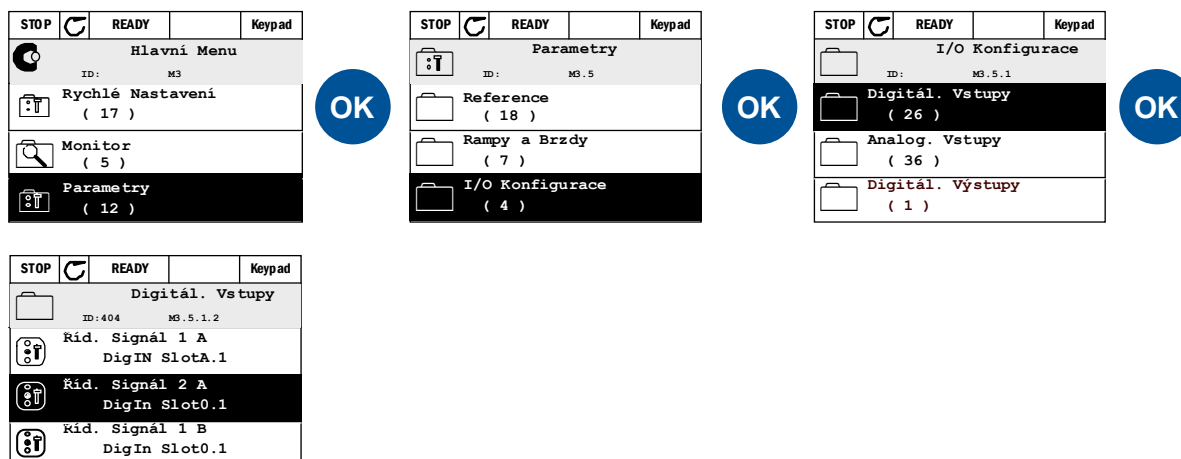 STOP READY Keypad
Hlavní Menu
ID: M3
Rychlé Nastavení
( 17 )
Monitor
( 5 )
Parametry
( 12 )
OK
STOP READY Keypad
Parametry
ID: M3.5
Reference
( 18 )
Rampy a Brzdy
( 7 )
I/O Konfigurace
( 4 )
OK
STOP READY Keypad
I/O Konfigurace
ID: M3.5.1
Digitál. Vstupy
( 26 )
Analog. Vstupy
( 36 )
Digitál. Výstupy
( 1 )
OK
STOP READY Keypad
Digitál. Vstupy
ID:404 M3.5.1.2
Říd. Signál 1 A
DigIN SlotA.1
Říd. Signál 2 A
DigIn Slot0.1
Říd. Signál 1 B
DigIn Slot0.1